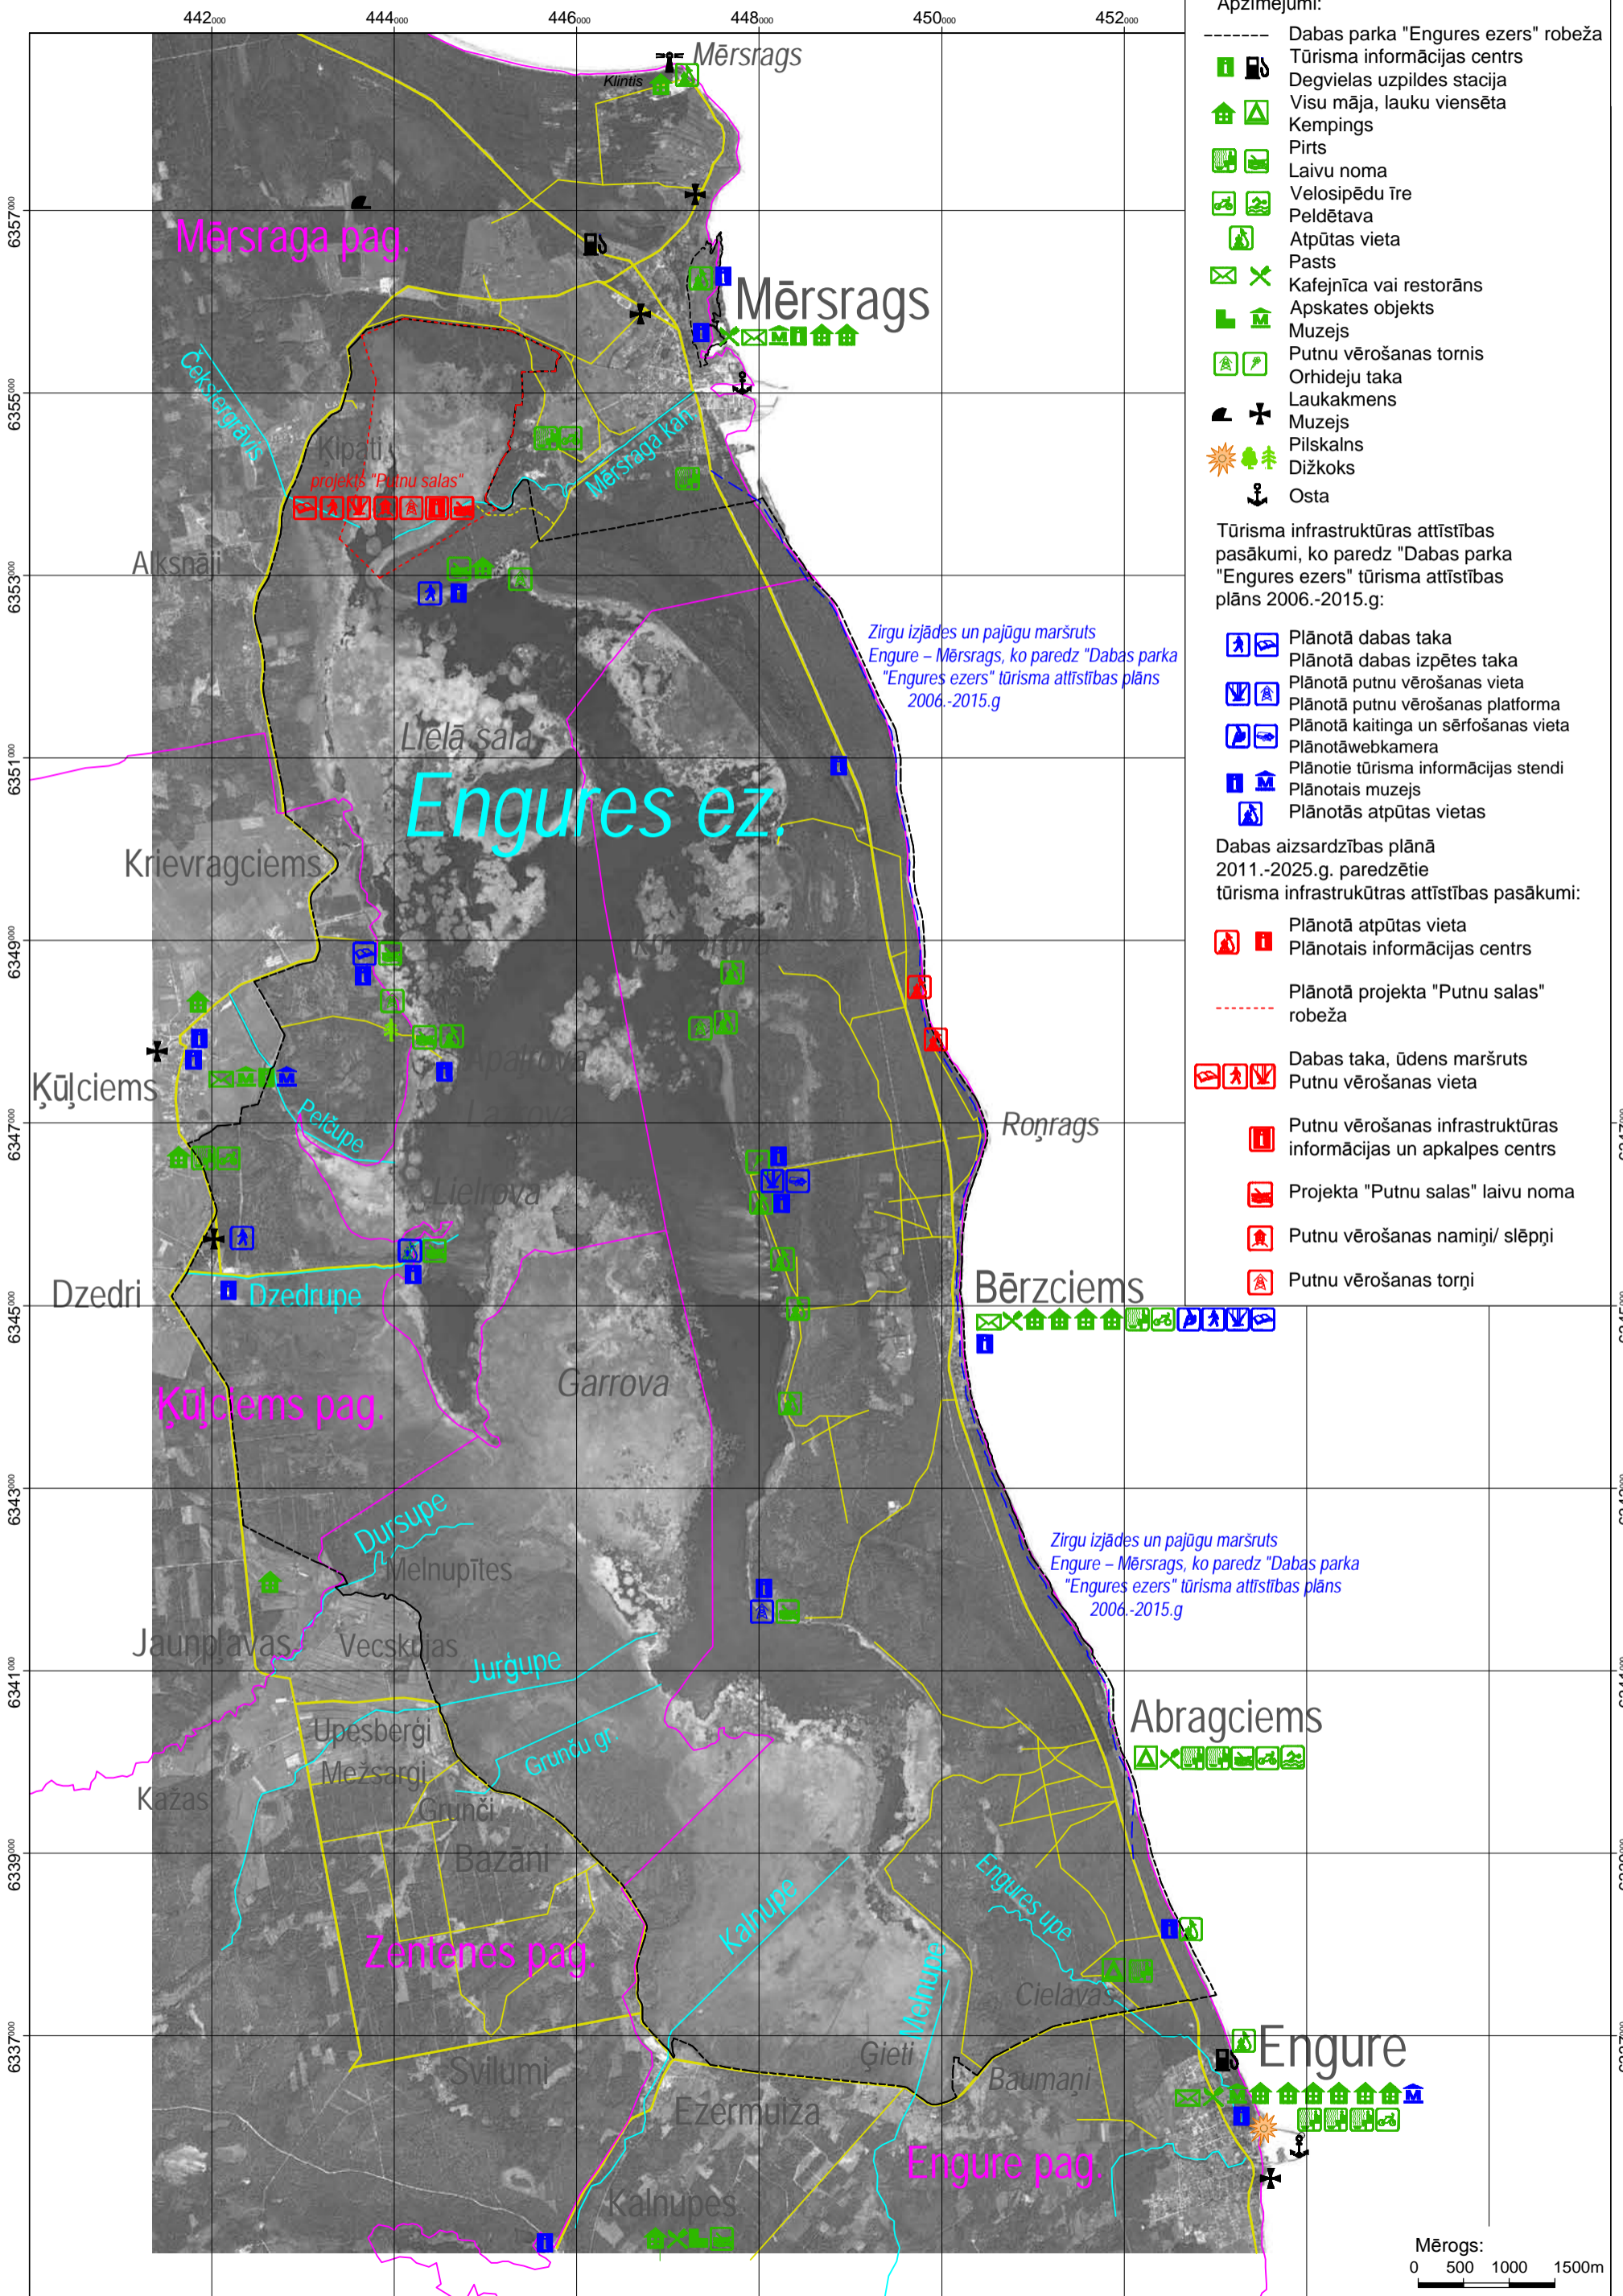 442000 444000 446000 448000 450000 452000
Apzīmējumi:
Dabas parka "Engures ezers" robeža
Tūrisma informācijas centrs
Degvielas uzpildes stacija
Visu māja, lauku viensēta
Kempings
Pirts
Laivu noma
Velosipēdu īre
Peldētava
Atpūtas vieta
Pasts
Kafejnīca vai restorāns
Apskates objekts
Muzejs
Putnu vērošanas tornis
Orhideju taka
Laukakmens
Muzejs
Pilskalns
Dižkoks
Osta
Tūrisma infrastruktūras attīstības
pasākumi, ko paredz "Dabas parka
"Engures ezers" tūrisma attīstības
plāns 2006.-2015.g:
Plānotā dabas taka
Plānotā dabas izpētes taka
Plānotā putnu vērošanas vieta
Plānotā putnu vērošanas platforma
Plānotā kaitinga un sērfošanas vieta
Plānotāwebkamera
Plānotie tūrisma informācijas stendi
Plānotais muzejs
Plānotās atpūtas vietas
Dabas aizsardzības plānā
2011.-2025.g. paredzētie
tūrisma infrastrukūtras attīstības pasākumi:
Plānotā atpūtas vieta
Plānotais informācijas centrs
Plānotā projekta "Putnu salas"
robeža
Dabas taka, ūdens maršruts
Putnu vērošanas vieta
Putnu vērošanas infrastruktūras
informācijas un apkalpes centrs
Projekta "Putnu salas" laivu noma
Putnu vērošanas namiņi/ slēpņi
Putnu vērošanas torņi
Mērsrags
Klintis
6357000
Mērsraga pag.
Mērsrags
6355000
Čekstergrāvis
Ķipati
Mērsraga kan.
projekts "Putnu salas"
Alksnāji
6353000
Zirgu izjādes un pajūgu maršruts
Engure – Mērsrags, ko paredz "Dabas parka
"Engures ezers" tūrisma attīstības plāns
2006.-2015.g
Lielā sala
6351000
Engures ez.
Krievragciems
6349000
Ķūļciems
Pelčupe
6347000
Roņrags
Lielrova
Dzedri
Dzedrupe
6345000
Bērzciems
Garrova
Ķūļciems pag.
6343000
Dursupe
Melnupītes
Zirgu izjādes un pajūgu maršruts
Engure – Mērsrags, ko paredz "Dabas parka
"Engures ezers" tūrisma attīstības plāns
2006.-2015.g
Jaunpļavas
Vecskujas
Jurģupe
6341000
Upesberģi
Grunču gr.
Abragciems
Mežsargi
Kažas
Grunči
6339000
Bazāni
Kalnupe
Engures upe
Zentenes pag.
Melnupe
Cielavas
6337000
Ģieti
Engure
Svilumi
Baumaņi
Ezermuiža
Engure pag.
Kalnupes
Mērogs:
0 500 1000 1500m